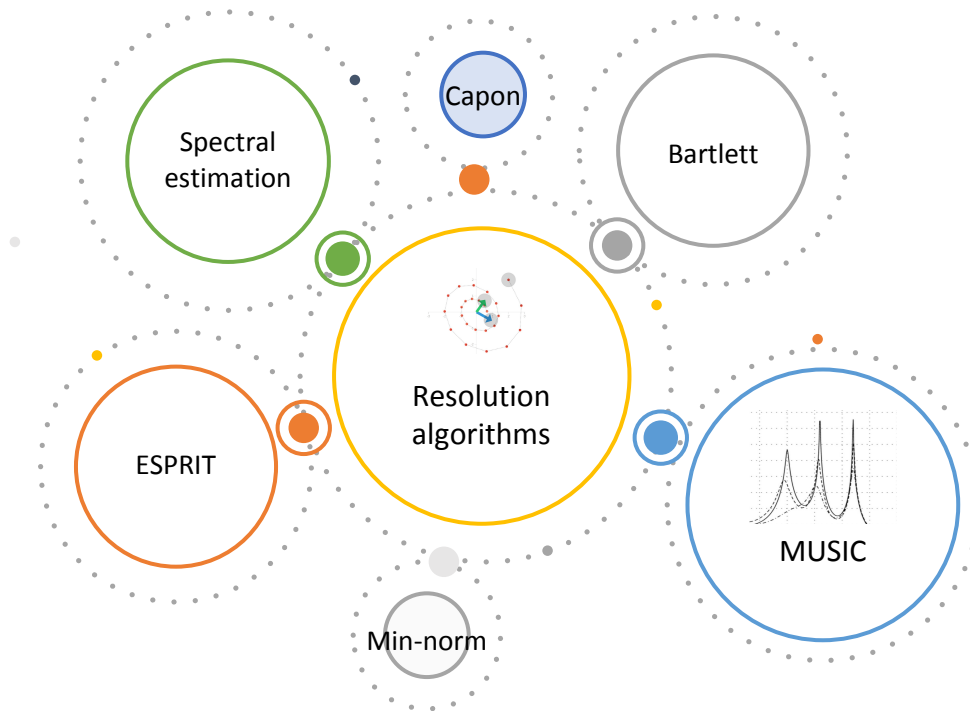 Capon
Spectral
estimation
Bartlett
Resolution
algorithms
ESPRIT
MUSIC
Min-norm